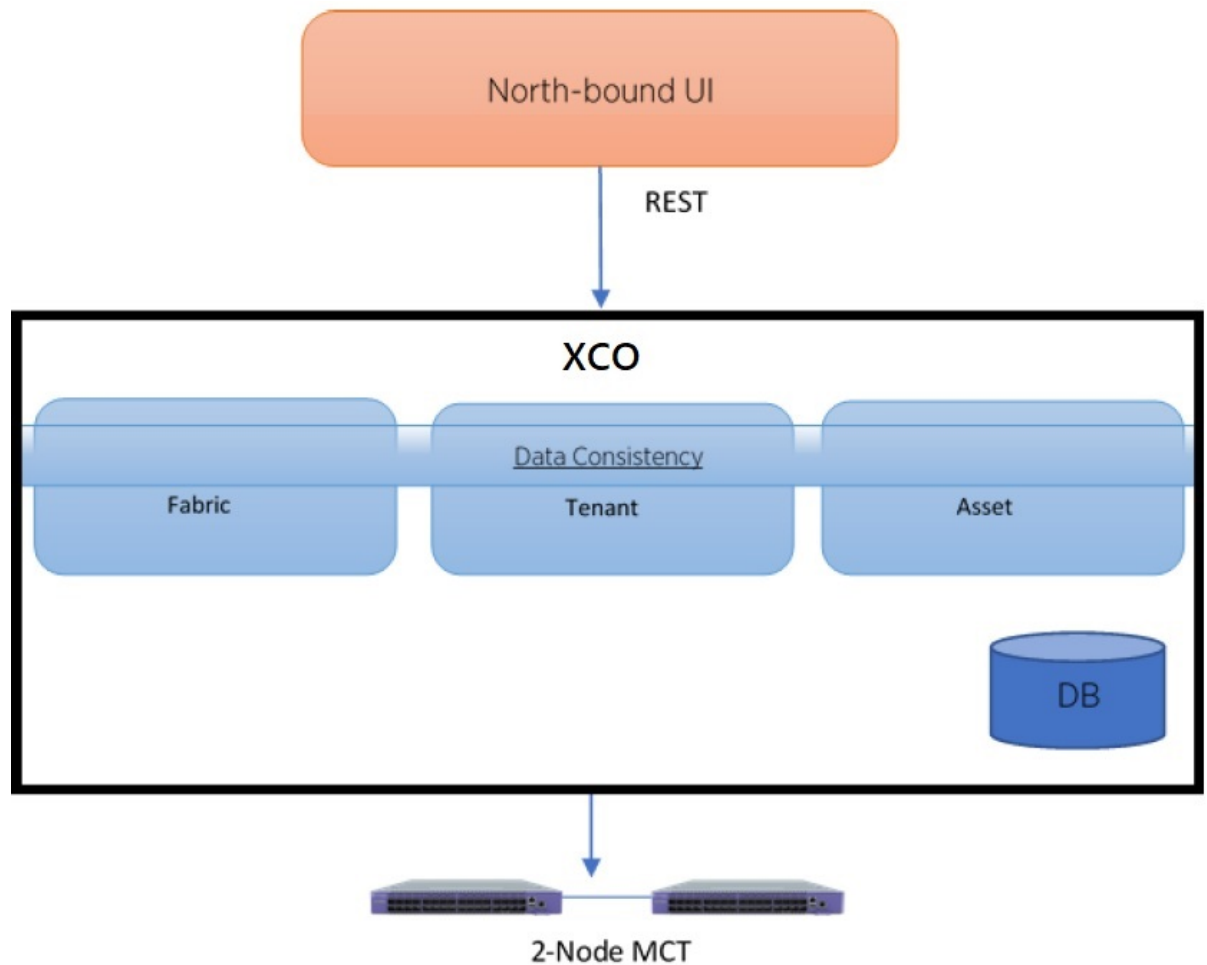 North-bound UI
REST
XCO
Data Consistency
Fabric
Tenant
Asset
DB
2-Node MCT